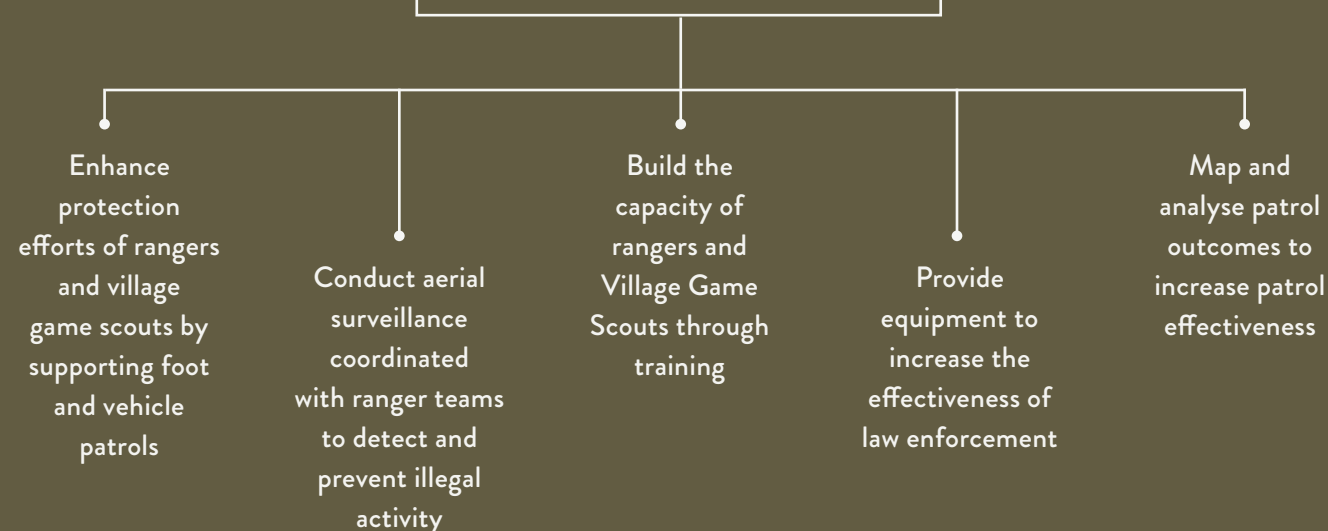 Enhance
protection
efforts of rangers
and village
game scouts by
supporting foot
and vehicle
patrols
Conduct aerial
surveillance
coordinated
with ranger teams
to detect and
prevent illegal
activity
Build the
capacity of
rangers and
Village Game
Scouts through
training
Provide
equipment to
increase the
effectiveness of
law enforcement
Map and
analyse patrol
outcomes to
increase patrol
effectiveness